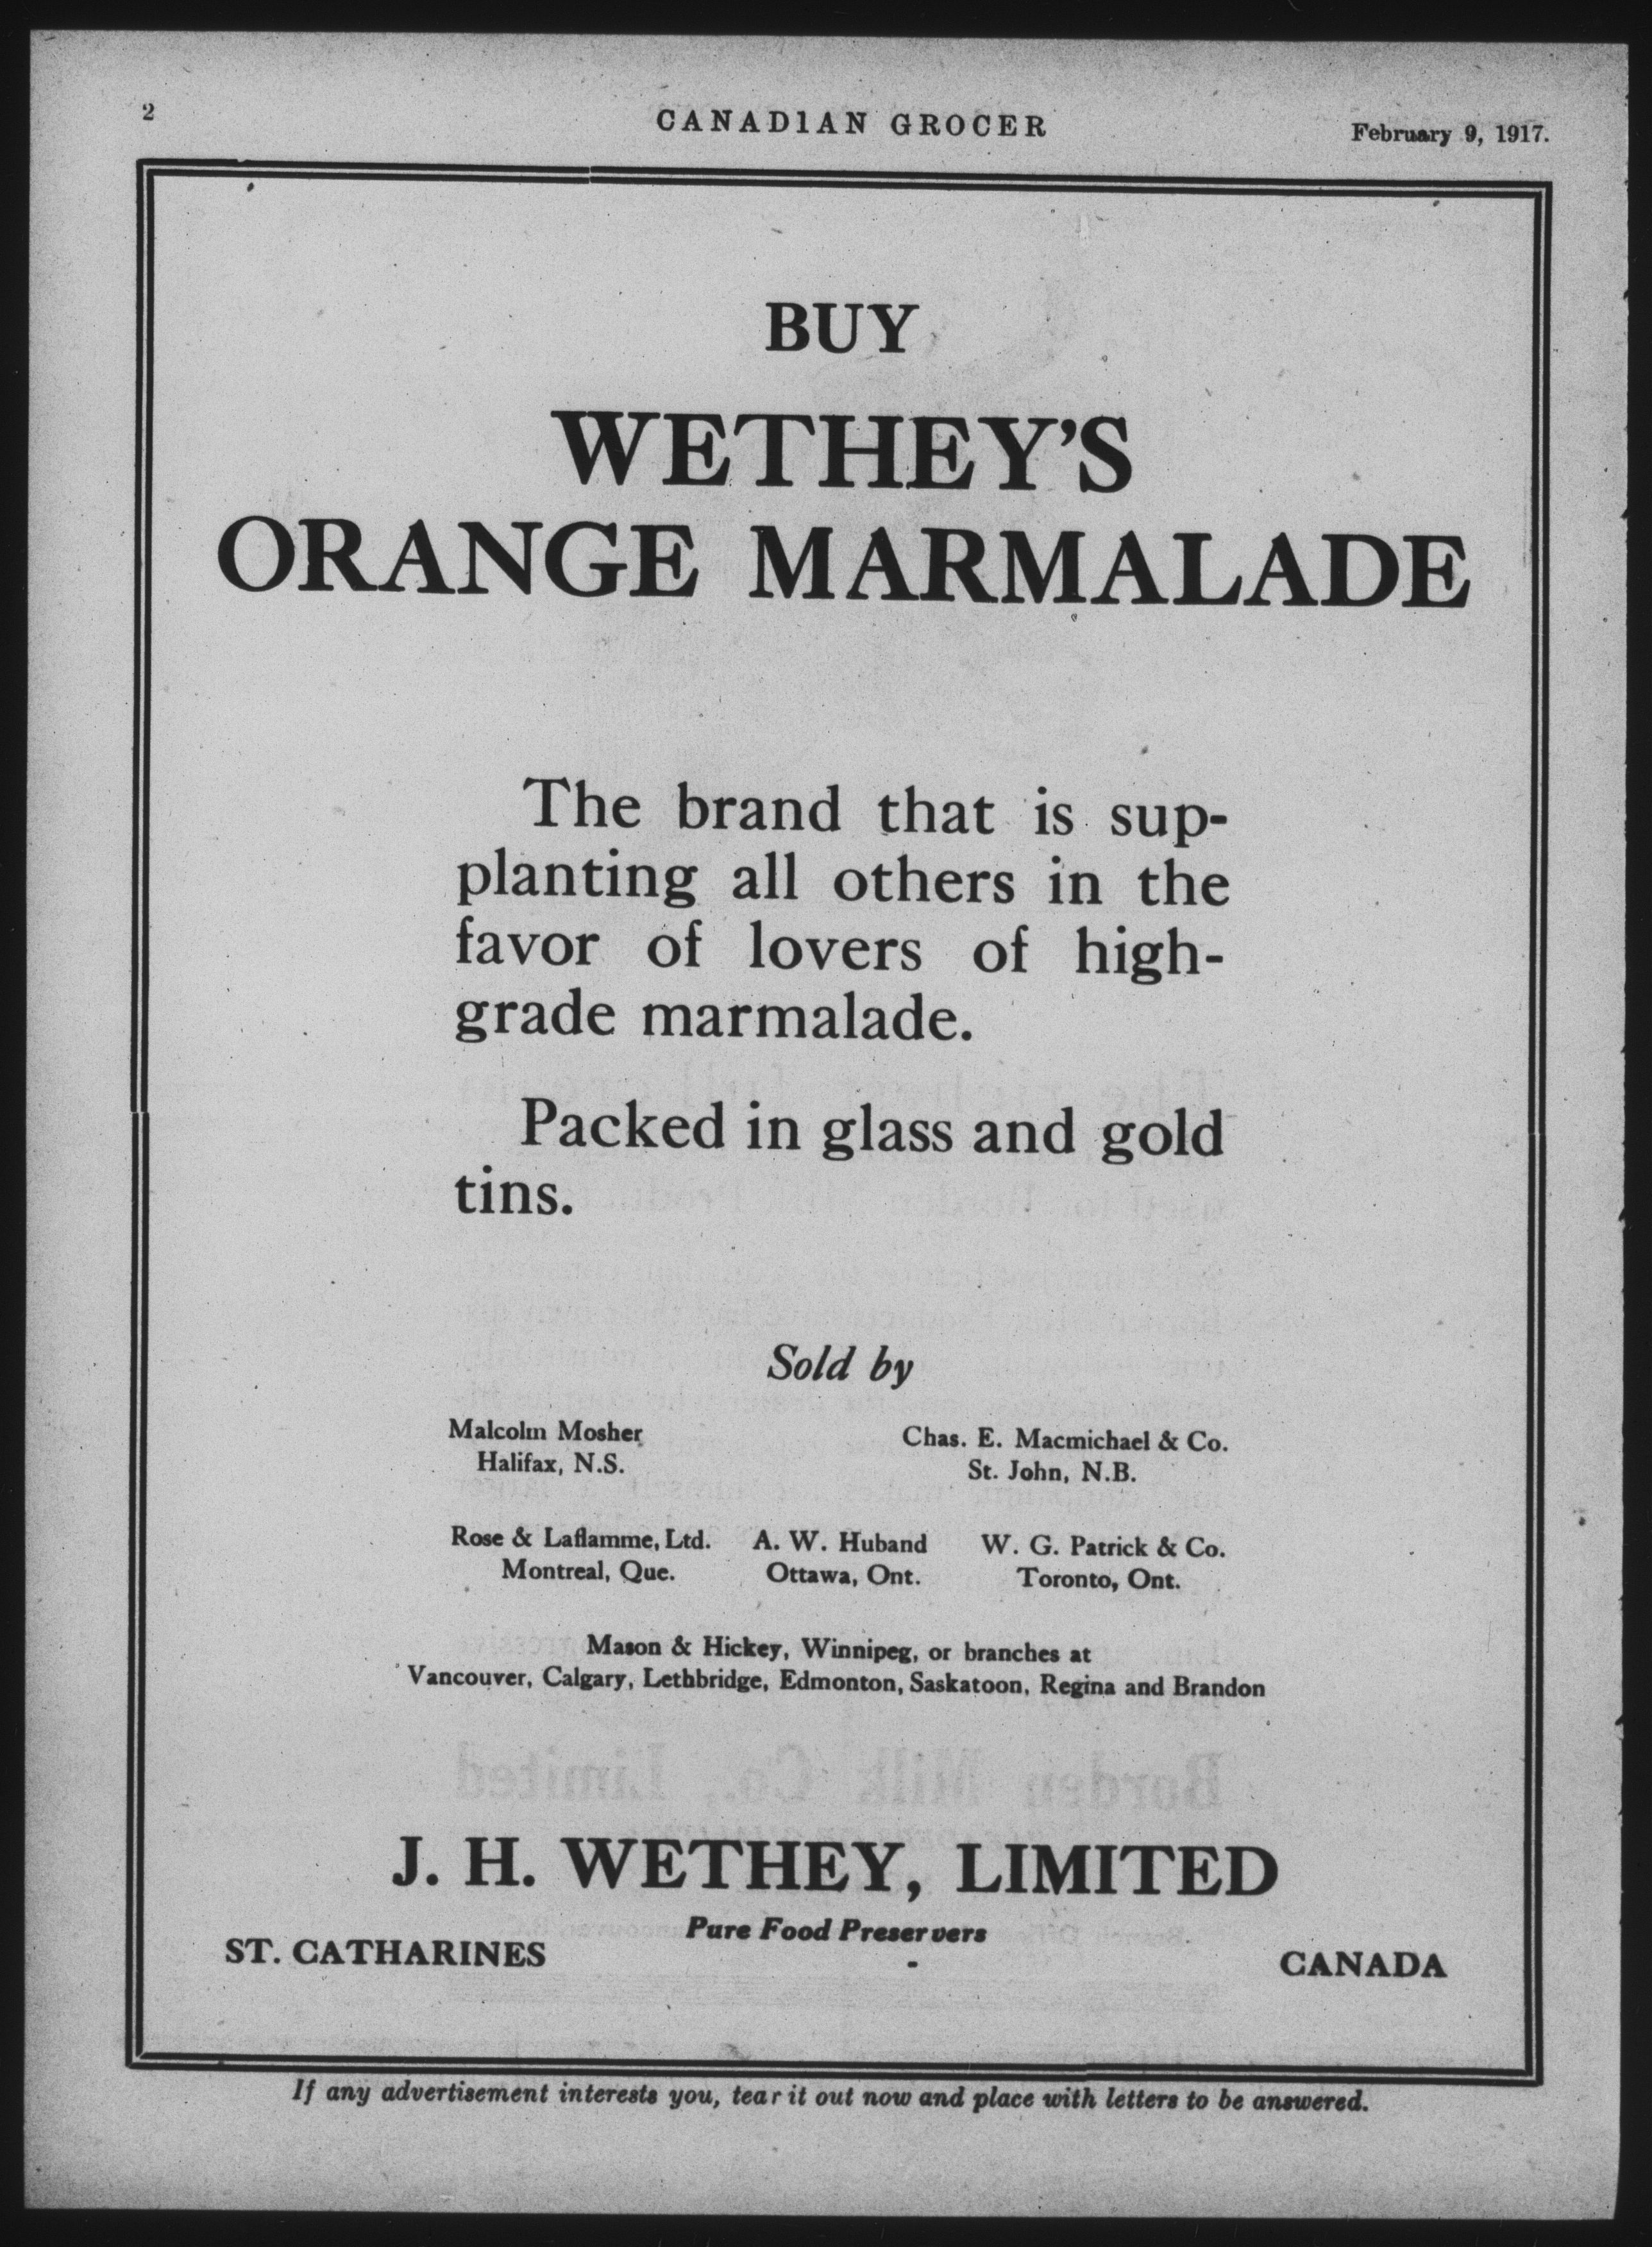 2
CANADIAN GROCER
February 9, 1917.
BUY
WETHEY'S
ORANGE MARMALADE
The brand that is sup-
planting all others in the
favor of lovers of high-
grade marmalade.
Packed in glass and gold
tins.
Sold by
Malcolm Mosher
Halifax, N.S.
Chas. E. Macmichael & Co.
St. John, N.B.
Rose & Laflamme, Ltd.
Montreal, Que.
A. W. Huband
Ottawa, Ont.
W. G. Patrick & Co.
Toronto, Ont.
Mason & Hickey, Winnipeg, or branches at
Vancouver, Calgary, Lethbridge, Edmonton, Saskatoon, Regina and Brandon
Borden Milk Co., Limited
J. H. WETHEY, LIMITED
Pure Food Preservers
ST. CATHARINES
CANADA
If any advertisement interests you, tear it out now and place with letters to be answered.